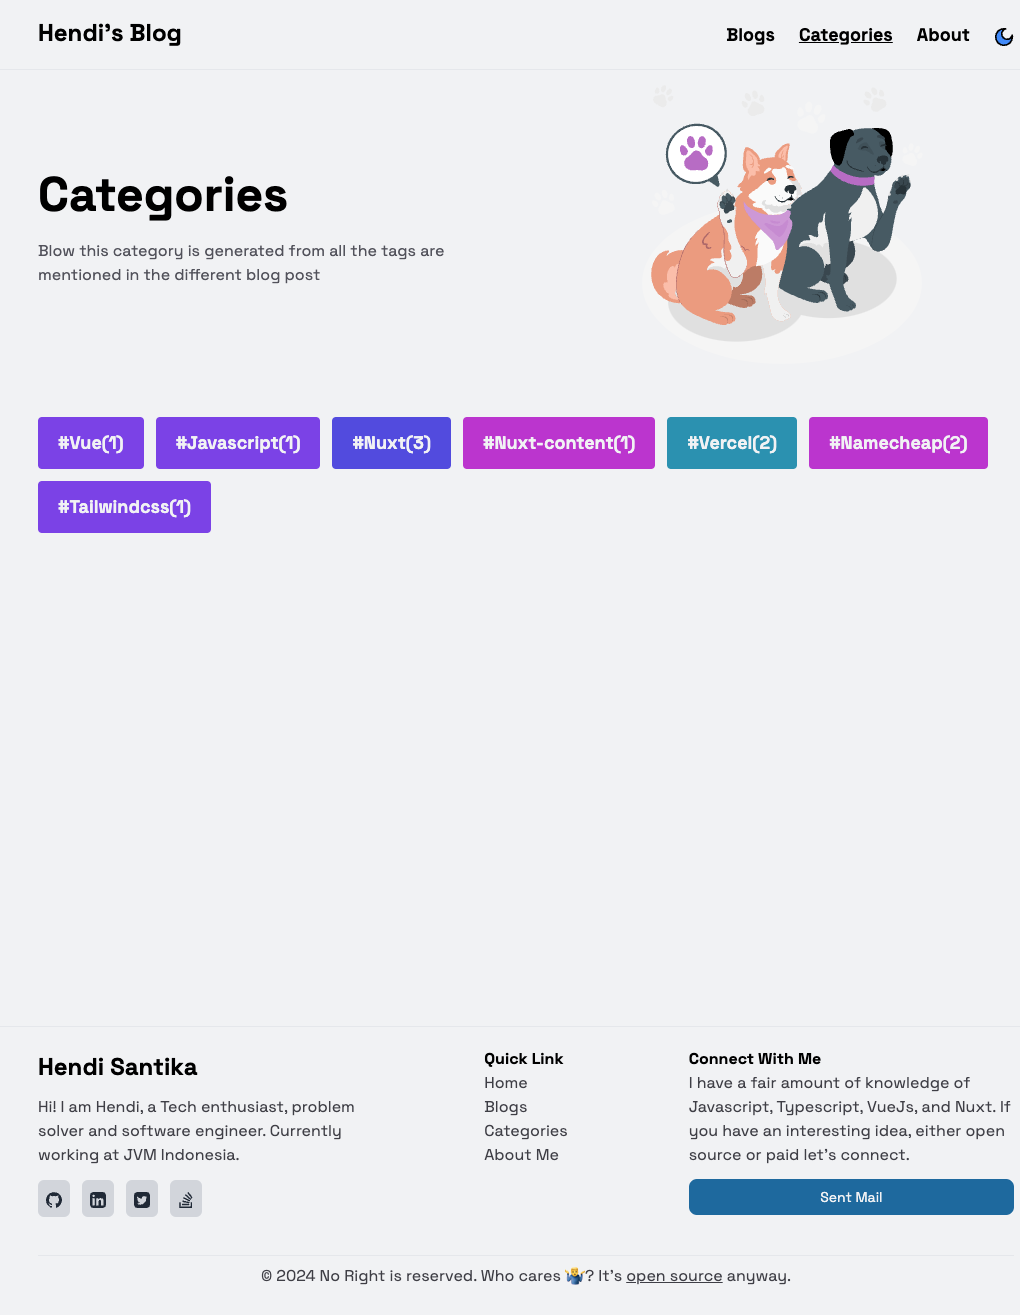 Hendi's Blog
Blogs Categories About
Categories
Blow this category is generated from all the tags are
mentioned in the different blog post
#Vue(1) #Javascript(1) #Nuxt(3) #Nuxt-content(1) #Vercel(2) #Namecheap(2)
#Tailwindcss(1)
Hendi Santika
Hi! I am Hendi, a Tech enthusiast, problem
solver and software engineer. Currently
working at JVM Indonesia.
Quick Link
Home
Blogs
Categories
About Me
Connect With Me
I have a fair amount of knowledge of
Javascript, Typescript, VueJs, and Nuxt. If
you have an interesting idea, either open
source or paid let's connect.
Sent Mail
© 2024 No Right is reserved. Who cares 🤷? It's open source anyway.